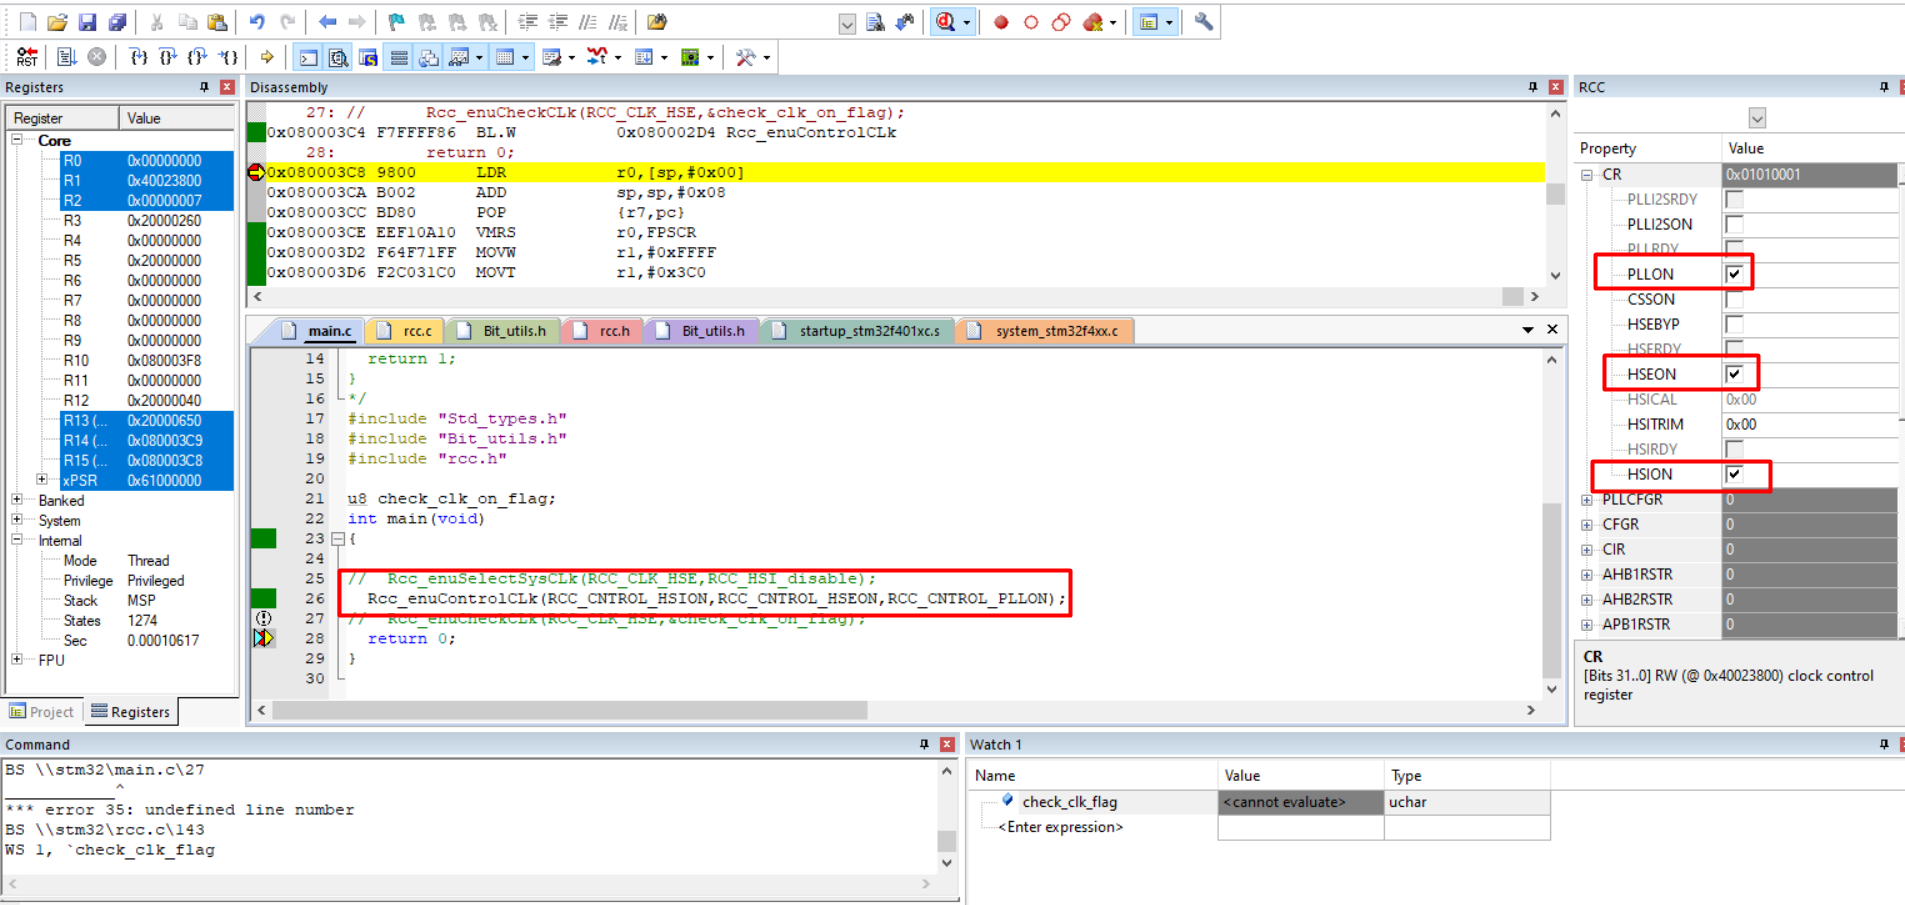 RST
Registers
Register Value
Core
R0 0x00000000
R1 0x40023800
R2 0x00000007
R3 0x20000260
R4 0x00000000
R5 0x20000000
R6 0x00000000
R7 0x00000000
R8 0x00000000
R9 0x00000000
R10 0x080003F8
R11 0x00000000
R12 0x20000040
R13 (... 0x20000650
R14 (... 0x080003C9
R15 (... 0x080003C8
xPSR 0x61000000
Banked
System
Internal
Mode Thread
Privilege Privileged
Stack MSP
States 1274
Sec 0.00010617
FPU
Project Registers
Disassembly
27: // Rcc_enuCheckCLk(RCC_CLK_HSE,&check_clk_on_flag);
0x080003C4 F7FFFF86 BL.W 0x080002D4 Rcc_enuControlCLk
28: return 0;
0x080003C8 9800 LDR r0,[sp,#0x00]
0x080003CA B002 ADD sp,sp,#0x08
0x080003CC BD80 POP {r7,pc}
0x080003CE EEF10A10 VMRS r0,FPSCR
0x080003D2 F64F71FF MOVW r1,#0xFFFF
0x080003D6 F2C031C0 MOVT r1,#0x3C0
main.c rcc.c Bit_utils.h rcc.h Bit_utils.h startup_stm32f401xc.s system_stm32f4xx.c
14 return 1;
15 }
16 */
17 #include "Std_types.h"
18 #include "Bit_utils.h"
19 #include "rcc.h"
20
21 u8 check_clk_on_flag;
22 int main(void)
23 {
24
25 // Rcc_enuSelectSysCLk(RCC_CLK_HSE,RCC_HSI_disable);
26 Rcc_enuControlCLk(RCC_CNTROL_HSION,RCC_CNTROL_HSEON,RCC_CNTROL_PLLON);
27 // Rcc_enuCheckCLk(RCC_CLK_HSE,&check_clk_on_flag);
28 return 0;
29 }
30
RCC
Property Value
CR 0x01010001
PLLI2SRDY
PLLI2SON
PLLRDY
PLLON
CSSON
HSEBYP
HSERDY
HSEON
HSICAL 0x00
HSITRIM 0x00
HSIRDY
HSION
PLLCFGR 0
CFGR 0
CIR 0
AHB1RSTR 0
AHB2RSTR 0
APB1RSTR 0
CR
[Bits 31..0] RW (@ 0x40023800) clock control
register
Command
BS \\stm32\main.c\27
^
*** error 35: undefined line number
BS \\stm32\rcc.c\143
WS 1, `check_clk_flag
Watch 1
Name Value Type
check_clk_flag <cannot evaluate> uchar
<Enter expression>